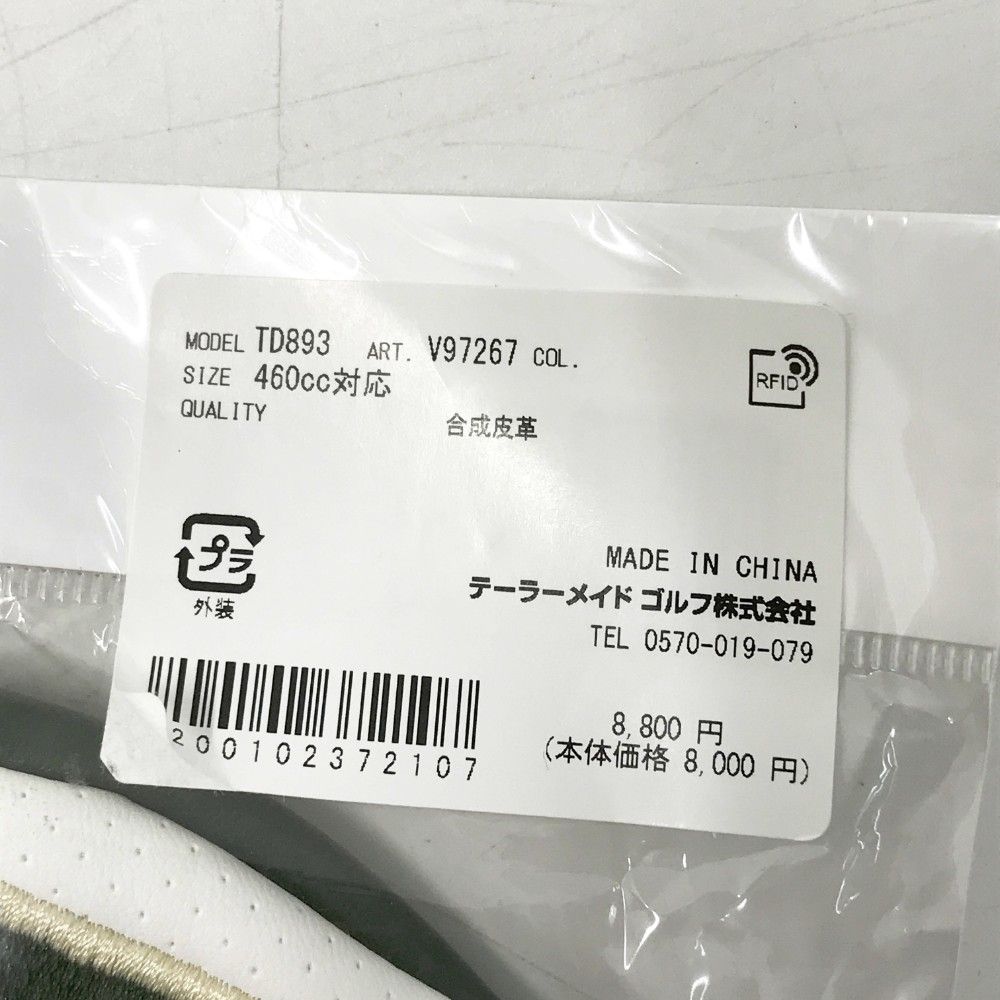 MODEL TD893 ART. V97267 COL.
SIZE 460cc対応
QUALITY
合成皮革
RFID
プラ
外装
MADE IN CHINA
テーラーメイド ゴルフ株式会社
TEL 0570-019-079
200102372107
8,800 円
(本体価格 8,000 円)